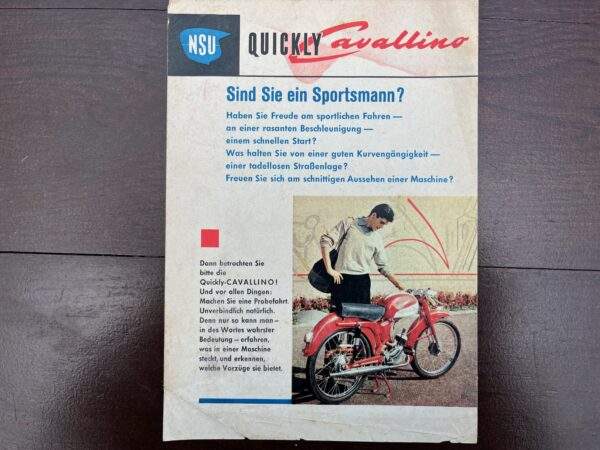 NSU QUICKLY Cavallino
Sind Sie ein Sportsmann?
Haben Sie Freude am sportlichen Fahren —
an einer rasanten Beschleunigung —
einem schnellen Start?
Was halten Sie von einer guten Kurvengängigkeit —
einer tadellosen Straßenlage?
Freuen Sie sich am schnittigen Aussehen einer Maschine?
Dann betrachten Sie
bitte die
Quickly-CAVALLINO!
Und vor allen Dingen:
Machen Sie eine Probefahrt.
Unverbindlich natürlich.
Denn nur so kann man –
in des Wortes wahrster
Bedeutung – erfahren,
was in einer Maschine
steckt, und erkennen,
welche Vorzüge sie bietet.